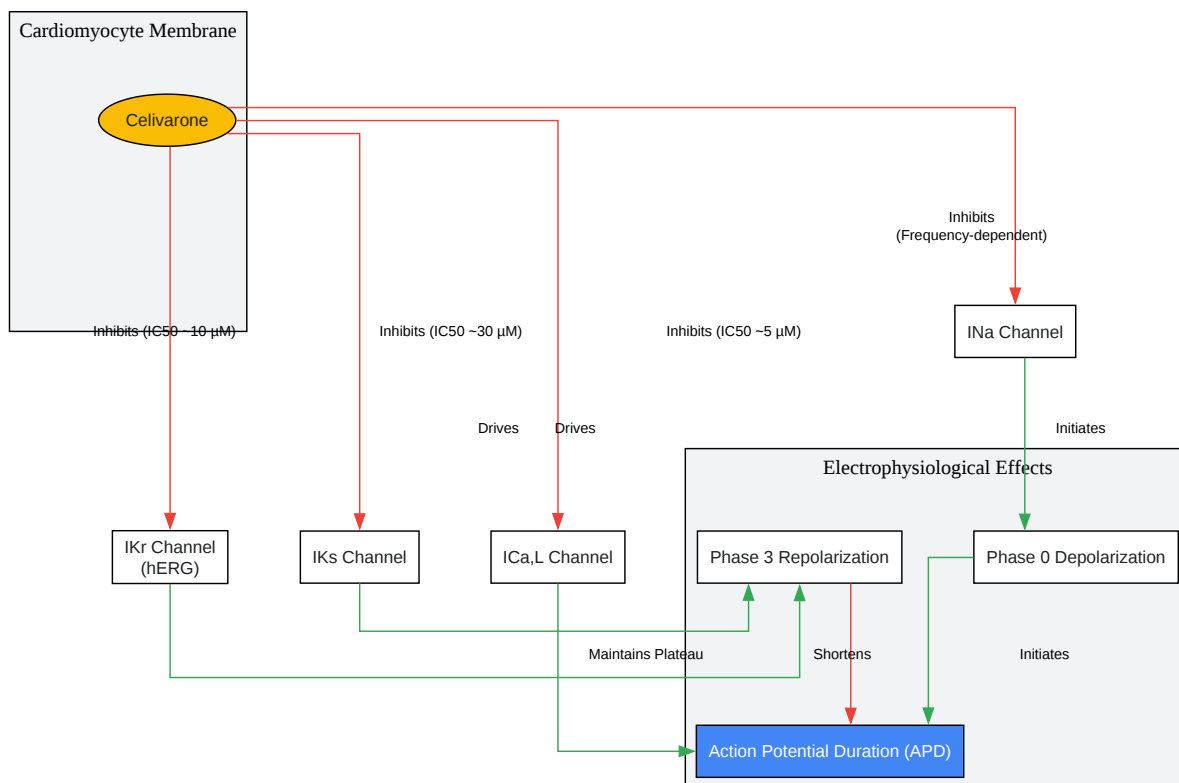 Cardiomyocyte Membrane
Celivarone
Inhibits
(Frequency-dependent)
Inhibits (IC50 ~10 µM)
Inhibits (IC50 ~30 µM)
Inhibits (IC50 ~5 µM)
INa Channel
Drives
Drives
Initiates
Electrophysiological Effects
IKr Channel
(hERG)
IKs Channel
ICa,L Channel
Phase 3 Repolarization
Phase 0 Depolarization
Maintains Plateau
Shortens
Initiates
Action Potential Duration (APD)